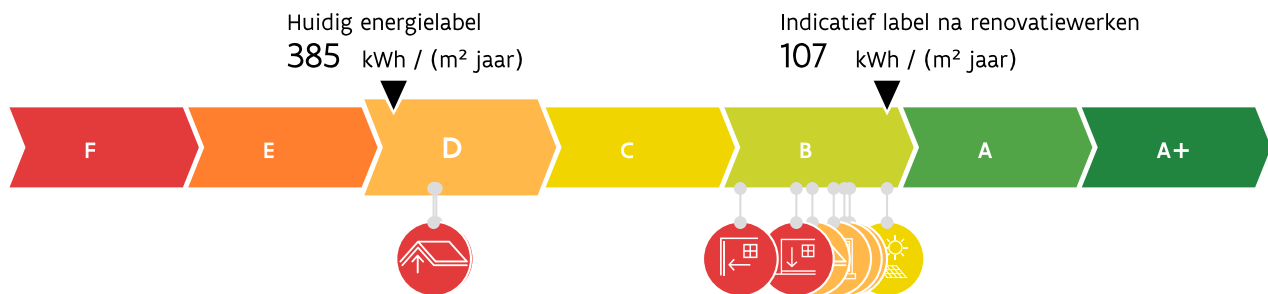 Huidig energielabel
385 kWh / (m² jaar)
Indicatief label na renovatiewerken
107 kWh / (m² jaar)
F
E
D
C
B
A
A+